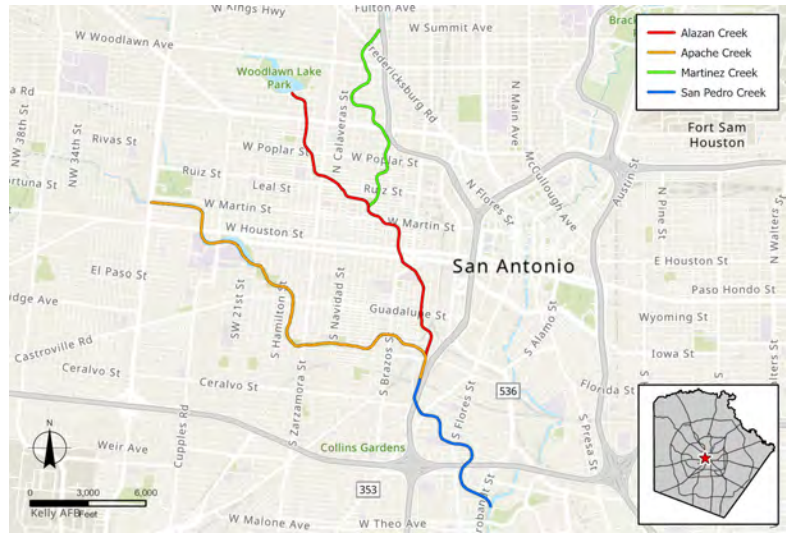 W Kings Hwy
Fulton Ave
W Summit Ave
W Woodlawn Ave
Fredericksburg Rd
Woodlawn Lake
Park
N Calaveras St
N Main Ave
Alazan Creek
Apache Creek
Martinez Creek
San Pedro Creek
Fort Sam
Houston
NW 38th St
NW 34th St
Rivas St
W Poplar St
W Poplar St
McCullough Ave
Austin St
Ruiz St
Leal St
Ruiz St
N Flores St
W Martin St
W Martin St
W Houston St
N Pine St
N Walters St
San Antonio
E Houston St
El Paso St
Paso Hondo St
SW 21st St
S Hamilton St
S Navidad St
Guadalupe St
S Alamo St
Wyoming St
Castroville Rd
Iowa St
Ceralvo St
Ceralvo St
S Brazos St
S Zarzamora St
536
Florida St
S Flores St
S Presa St
Cupples Rd
N
Weir Ave
Collins Gardens
353
0 3,000 6,000
Feet
Kelly AFB
W Malone Ave
W Theo Ave